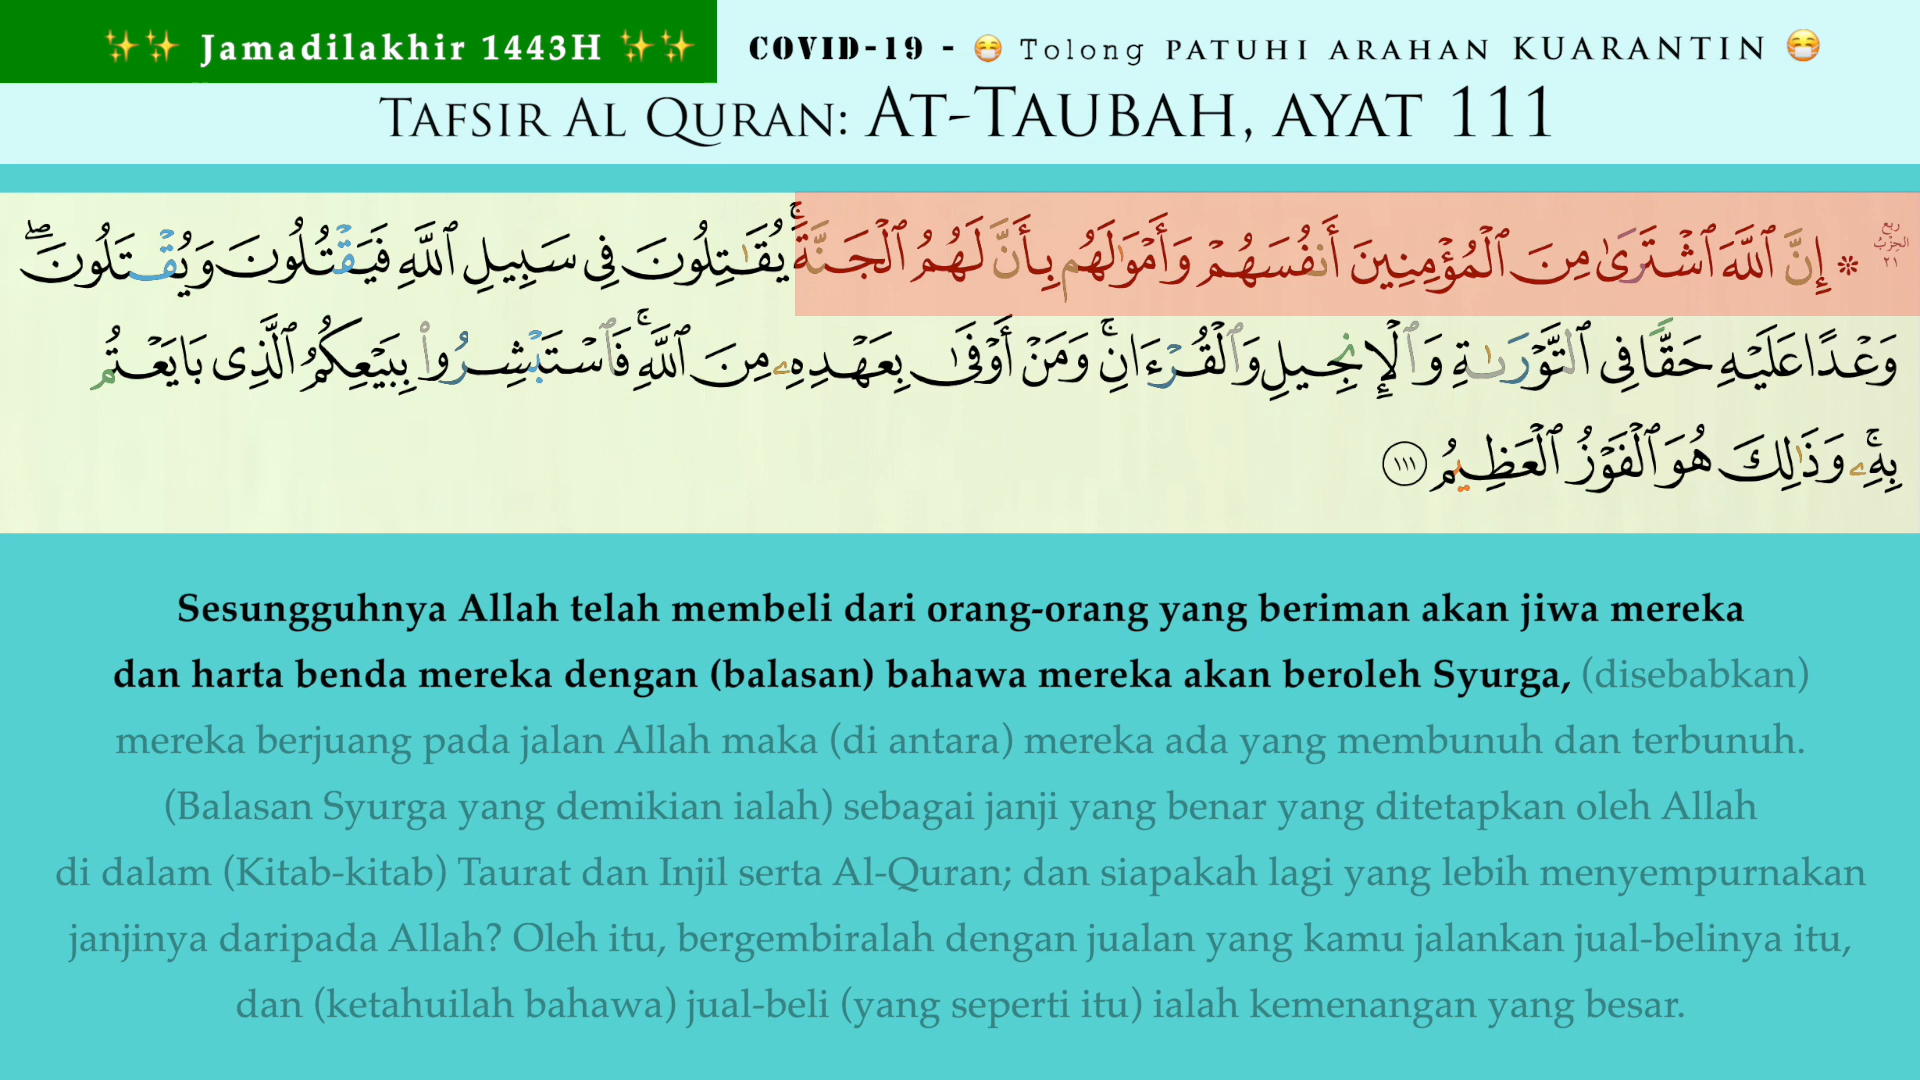 ✨✨ Jamadilakhir 1443H ✨✨
COVID-19 - 😷 Tolong PATUHI ARAHAN KUARANTIN 😷
TAFSIR AL QURAN: AT-TAUBAH, AYAT 111
ربع
الحزب
٢١
* إِنَّ ٱللَّهَ ٱشْتَرَىٰ مِنَ ٱلْمُؤْمِنِينَ أَنفُسَهُمْ وَأَمْوَٰلَهُم بِأَنَّ لَهُمُ ٱلْجَنَّةَ ۚ يُقَـٰتِلُونَ فِى سَبِيلِ ٱللَّهِ فَيَقْتُلُونَ وَيُقْتَلُونَ ۖ
وَعْدًا عَلَيْهِ حَقًّا فِى ٱلتَّوْرَىٰةِ وَٱلْإِنجِيلِ وَٱلْقُرْءَانِ ۚ وَمَنْ أَوْفَىٰ بِعَهْدِهِۦ مِنَ ٱللَّهِ ۚ فَٱسْتَبْشِرُوا۟ بِبَيْعِكُمُ ٱلَّذِى بَايَعْتُم
بِهِۦ ۚ وَذَٰلِكَ هُوَ ٱلْفَوْزُ ٱلْعَظِيمُ ١١١
Sesungguhnya Allah telah membeli dari orang-orang yang beriman akan jiwa mereka
dan harta benda mereka dengan (balasan) bahawa mereka akan beroleh Syurga, (disebabkan)
mereka berjuang pada jalan Allah maka (di antara) mereka ada yang membunuh dan terbunuh.
(Balasan Syurga yang demikian ialah) sebagai janji yang benar yang ditetapkan oleh Allah
di dalam (Kitab-kitab) Taurat dan Injil serta Al-Quran; dan siapakah lagi yang lebih menyempurnakan
janjinya daripada Allah? Oleh itu, bergembiralah dengan jualan yang kamu jalankan jual-belinya itu,
dan (ketahuilah bahawa) jual-beli (yang seperti itu) ialah kemenangan yang besar.